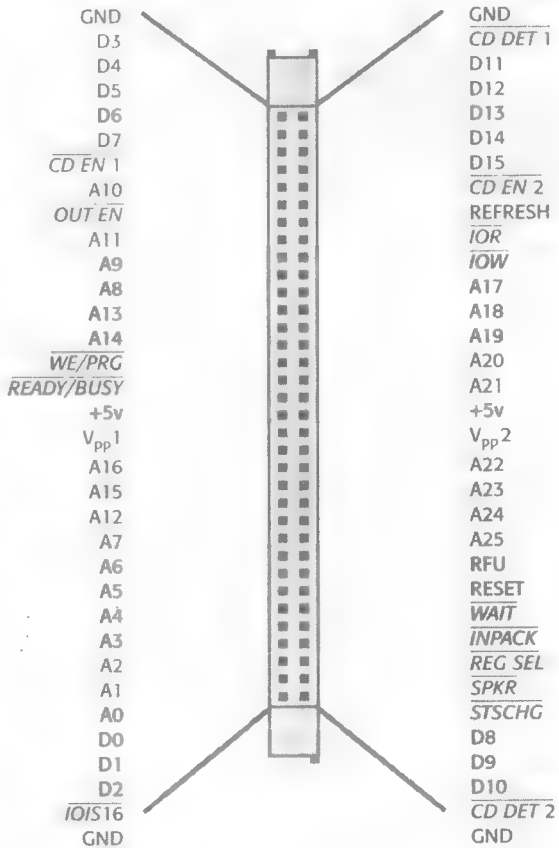 GND
D3
D4
D5
D6
D7
CD EN 1
A10
OUT EN
A11
A9
A8
A13
A14
WE/PRG
READY/BUSY
+5v
Vpp1
A16
A15
A12
A7
A6
A5
A4
A3
A2
A1
A0
D0
D1
D2
IOIS16
GND
GND
CD DET 1
D11
D12
D13
D14
D15
CD EN 2
REFRESH
IOR
IOW
A17
A18
A19
A20
A21
+5v
Vpp2
A22
A23
A24
A25
RFU
RESET
WAIT
INPACK
REG SEL
SPKR
STSCHG
D8
D9
D10
CD DET 2
GND